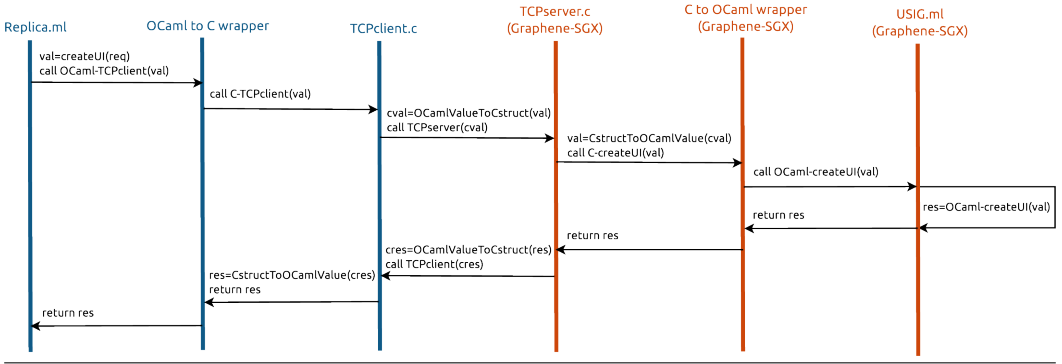 Replica.ml
OCaml to C wrapper
TCPclient.c
TCPserver.c
(Graphene-SGX)
C to OCaml wrapper
(Graphene-SGX)
USIG.ml
(Graphene-SGX)
val=createUI(req)
call OCaml-TCPclient(val)
call C-TCPclient(val)
cval=OCamlValueToCstruct(val)
call TCPserver(cval)
val=CstructToOCamlValue(cval)
call C-createUI(val)
call OCaml-createUI(val)
res=OCaml-createUI(val)
return res
return res
cres=OCamlValueToCstruct(res)
call TCPclient(cres)
res=CstructToOCamlValue(cres)
return res
return res